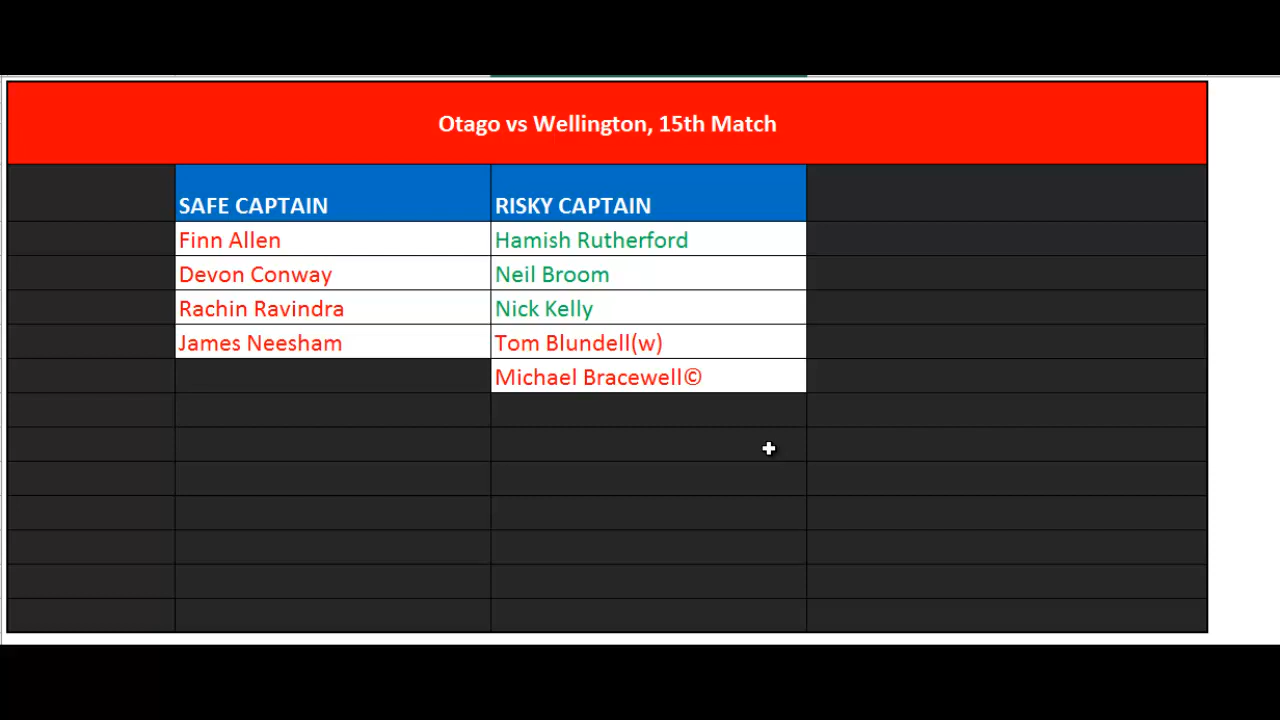 Otago vs Wellington, 15th Match
SAFE CAPTAIN RISKY CAPTAIN
Finn Allen Hamish Rutherford
Devon Conway Neil Broom
Rachin Ravindra Nick Kelly
James Neesham Tom Blundell(w)
Michael Bracewell©